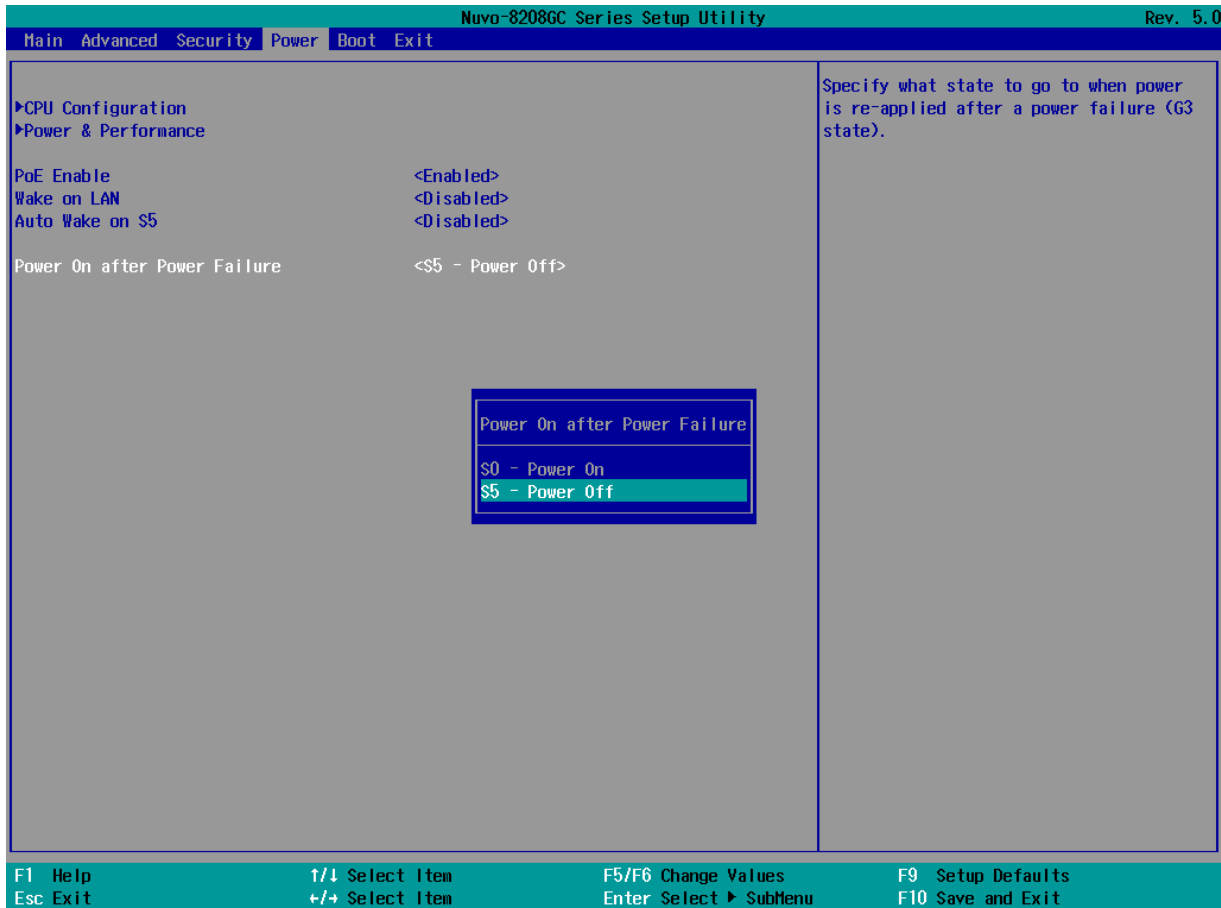 Nuvo-8208GC Series Setup Utility Rev. 5.0
Main Advanced Security Power Boot Exit
▶CPU Configuration
▶Power & Performance
PoE Enable <Enabled>
Wake on LAN <Disabled>
Auto Wake on S5 <Disabled>
Power On after Power Failure <S5 - Power Off>
Specify what state to go to when power
is re-applied after a power failure (G3
state).
Power On after Power Failure
S0 - Power On
S5 - Power Off
F1 Help ↑/↓ Select Item F5/F6 Change Values F9 Setup Defaults
Esc Exit ←/→ Select Item Enter Select ▶ SubMenu F10 Save and Exit